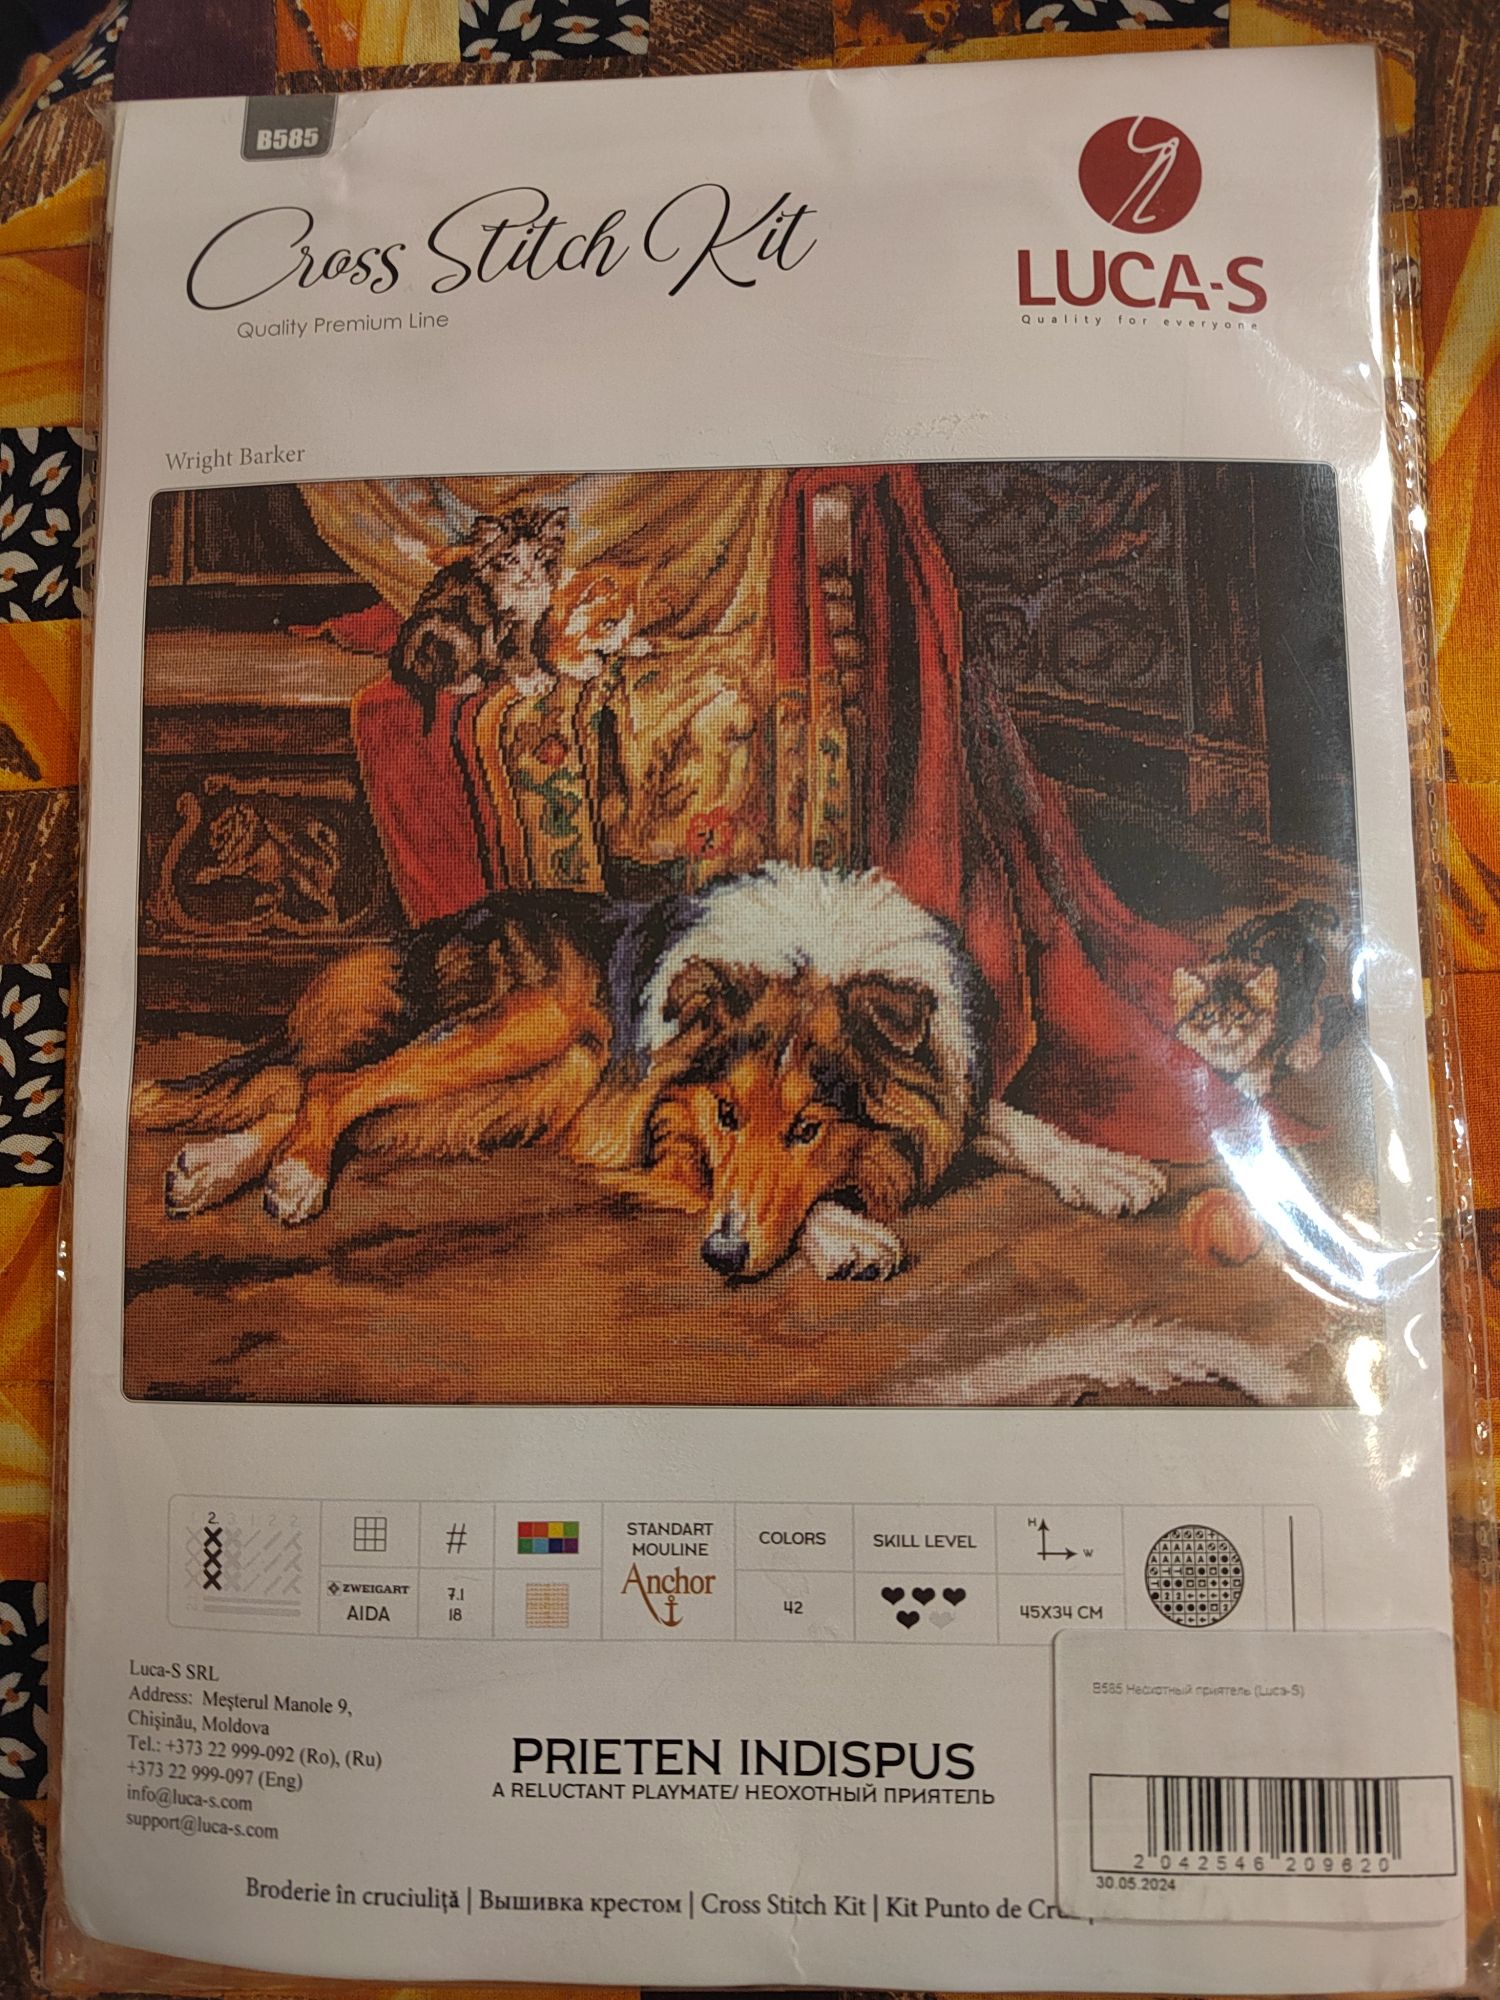 B585
Cross Stitch Kit
Quality Premium Line
LUCA-S
Quality for everyone
Wright Barker
2.
#
STANDART
MOULINE
Anchor
COLORS
SKILL LEVEL
H
W
ZWEIGART
AIDA
7.1
18
42
45X34 CM
Luca-S SRL
Address: Meșterul Manole 9,
Chișinău, Moldova
Tel.: +373 22 999-092 (Ro), (Ru)
+373 22 999-097 (Eng)
info@luca-s.com
support@luca-s.com
PRIETEN INDISPUS
A RELUCTANT PLAYMATE/ НЕОХОТНЫЙ ПРИЯТЕЛЬ
B585 Неохотный приятель (Luca-S)
2 042546 209620
30.05.2024
Broderie în cruciuliță | Вышивка крестом | Cross Stitch Kit | Kit Punto de